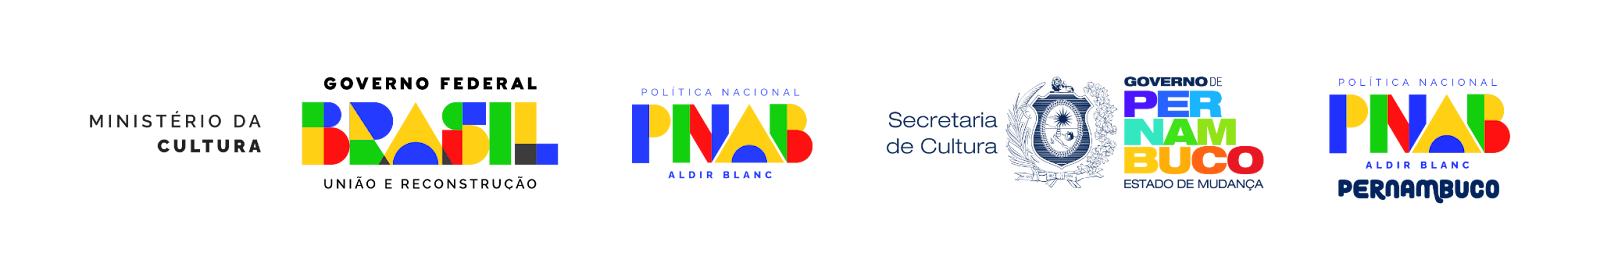 MINISTÉRIO DA
CULTURA
GOVERNO FEDERAL
BRASIL
UNIÃO E RECONSTRUÇÃO
POLÍTICA NACIONAL
PNAB
ALDIR BLANC
Secretaria
de Cultura
GOVERNO DE
PER
NAM
BUCO
ESTADO DE MUDANÇA
POLÍTICA NACIONAL
PNAB
ALDIR BLANC
PERNAMBUCO